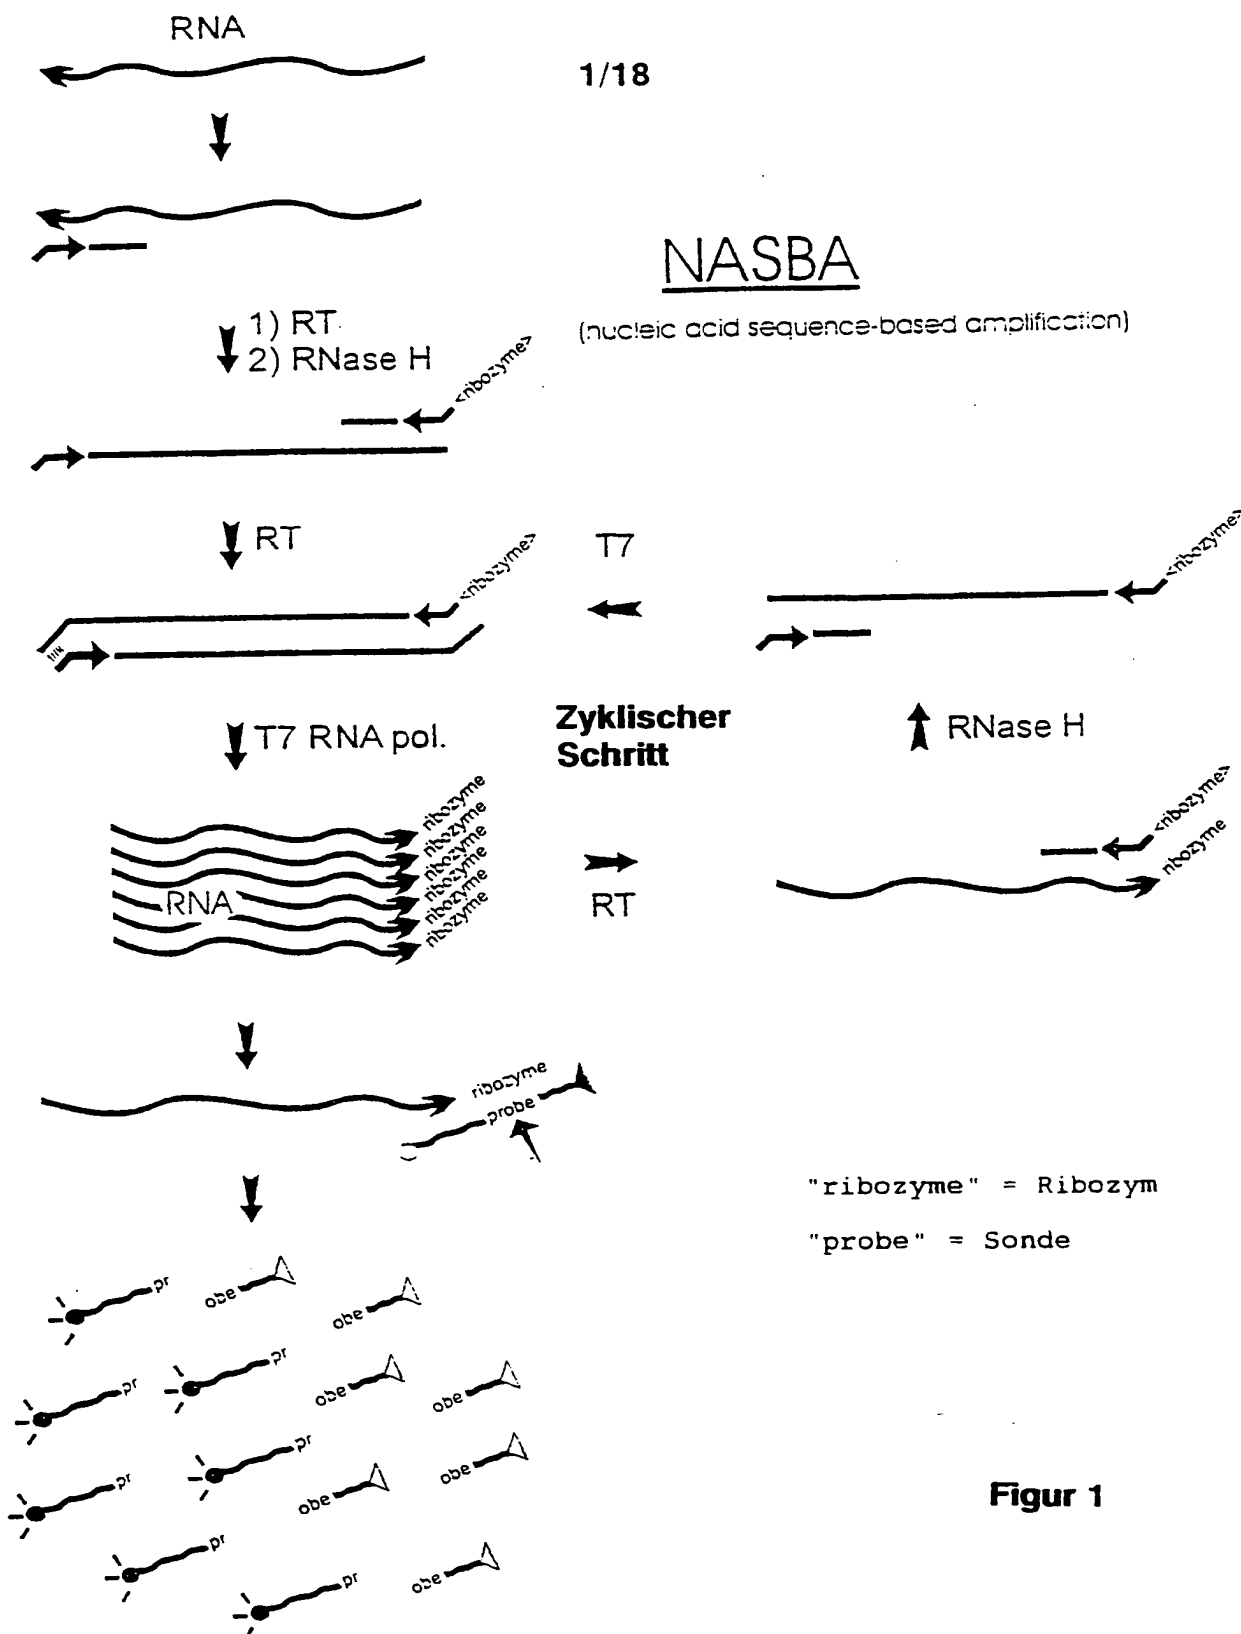 RNA
1/18
NASBA
(nucleic acid sequence-based amplification)
1) RT
2) RNase H
<ribozyme>
RT
<ribozyme>
T7
<ribozyme>
T7 RNA pol.
Zyklischer
Schritt
RNase H
ribozyme
ribozyme
ribozyme
ribozyme
ribozyme
ribozyme
RNA
RT
<ribozyme>
ribozyme
ribozyme
probe
"ribozyme" = Ribozym
"probe" = Sonde
pr
obe
obe
pr
pr
obe
obe
pr
pr
obe
obe
pr
pr
obe
Figur 1